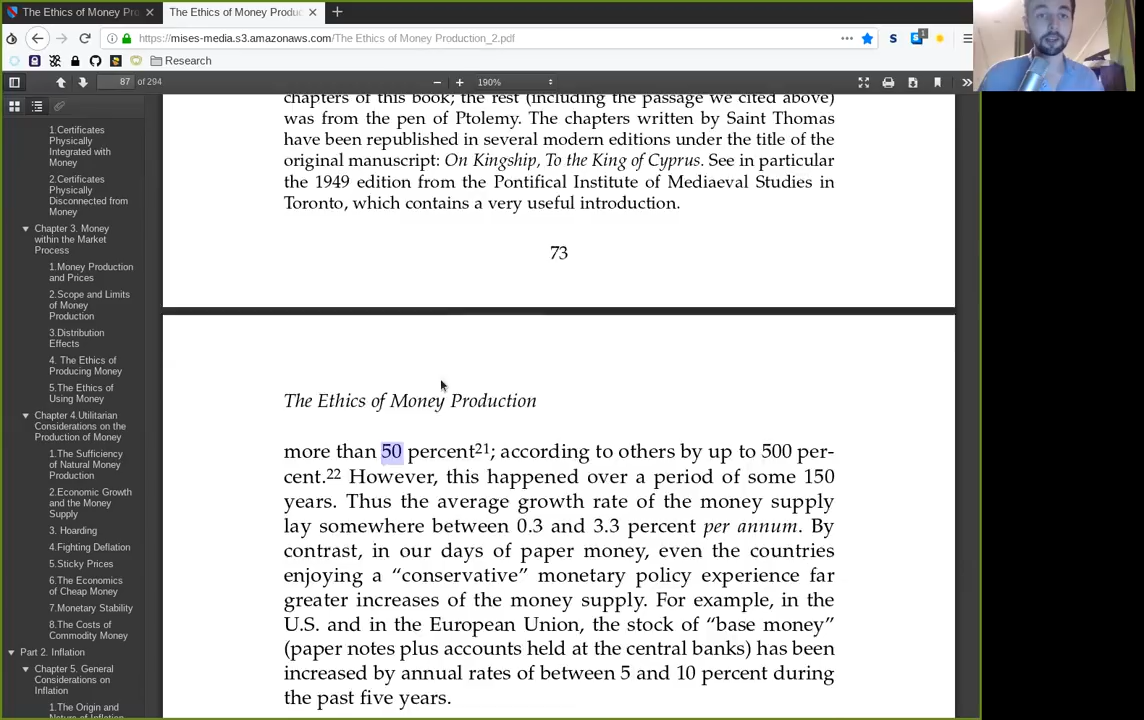 The Ethics of Money Pro
The Ethics of Money Produc
https://mises-media.s3.amazonaws.com/The Ethics of Money Production_2.pdf
S
S
1
Research
87 of 294
190%
1.Certificates
Physically
Integrated with
Money
2.Certificates
Physically
Disconnected from
Money
Chapter 3. Money
within the Market
Process
1.Money Production
and Prices
2.Scope and Limits
of Money
Production
3.Distribution
Effects
4. The Ethics of
Producing Money
5.The Ethics of
Using Money
Chapter 4.Utilitarian
Considerations on the
Production of Money
1.The Sufficiency
of Natural Money
Production
2.Economic Growth
and the Money
Supply
3. Hoarding
4.Fighting Deflation
5.Sticky Prices
6.The Economics
of Cheap Money
7.Monetary Stability
8.The Costs of
Commodity Money
Part 2. Inflation
Chapter 5. General
Considerations on
Inflation
1.The Origin and
Nature of Inflation
chapters of this book; the rest (including the passage we cited above)
was from the pen of Ptolemy. The chapters written by Saint Thomas
have been republished in several modern editions under the title of the
original manuscript: On Kingship, To the King of Cyprus. See in particular
the 1949 edition from the Pontifical Institute of Mediaeval Studies in
Toronto, which contains a very useful introduction.
73
The Ethics of Money Production
more than 50 percent21; according to others by up to 500 per-
cent.22 However, this happened over a period of some 150
years. Thus the average growth rate of the money supply
lay somewhere between 0.3 and 3.3 percent per annum. By
contrast, in our days of paper money, even the countries
enjoying a “conservative” monetary policy experience far
greater increases of the money supply. For example, in the
U.S. and in the European Union, the stock of “base money”
(paper notes plus accounts held at the central banks) has been
increased by annual rates of between 5 and 10 percent during
the past five years.